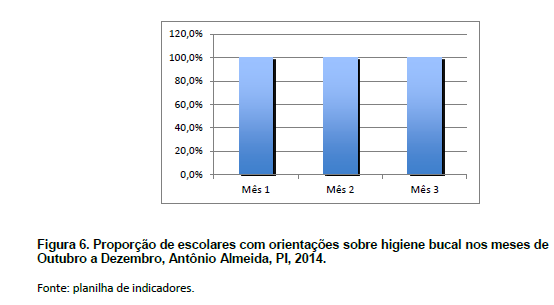 120,0%
100,0%
80,0%
60,0%
40,0%
20,0%
0,0%
Mês 1 Mês 2 Mês 3
Figura 6. Proporção de escolares com orientações sobre higiene bucal nos meses de
Outubro a Dezembro, Antônio Almeida, PI, 2014.
Fonte: planilha de indicadores.